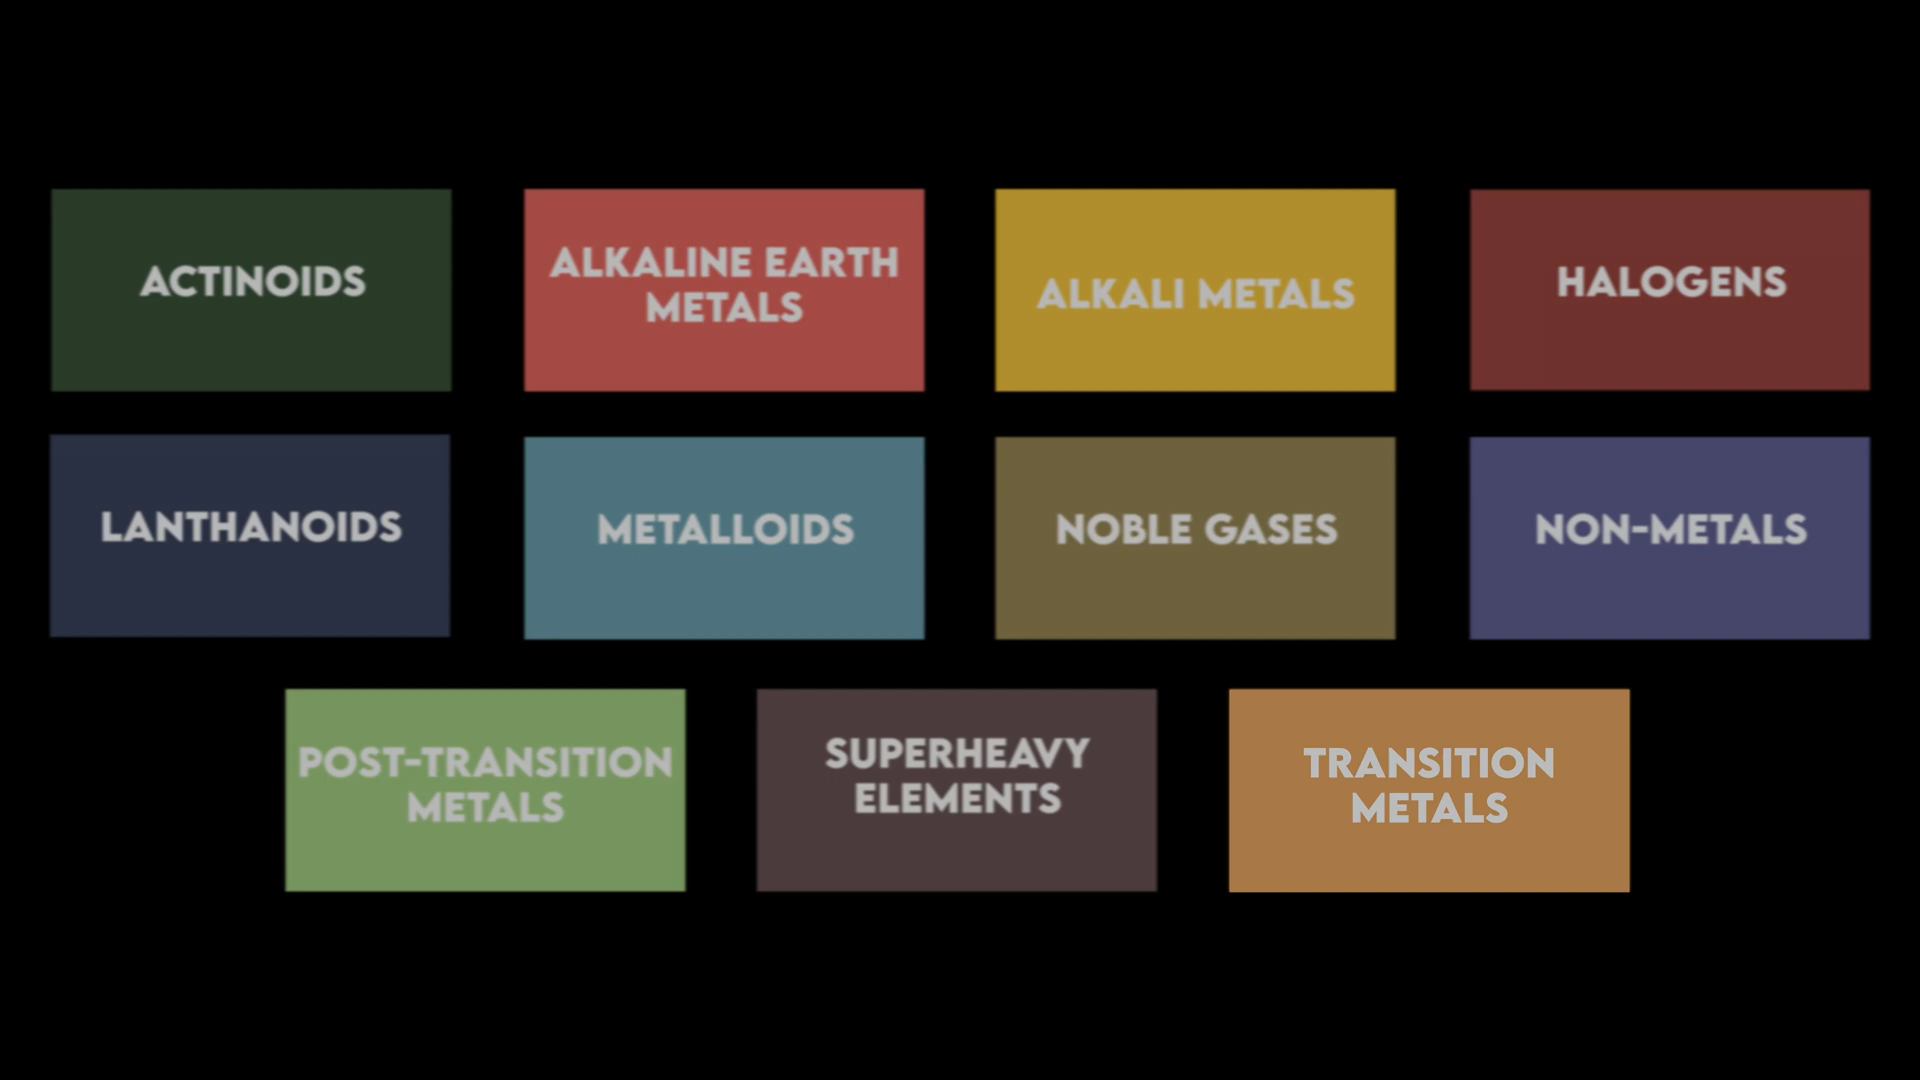 ACTINOIDS
ALKALINE EARTH
METALS
ALKALI METALS
HALOGENS
LANTHANOIDS
METALLOIDS
NOBLE GASES
NON-METALS
POST-TRANSITION
METALS
SUPERHEAVY
ELEMENTS
TRANSITION
METALS